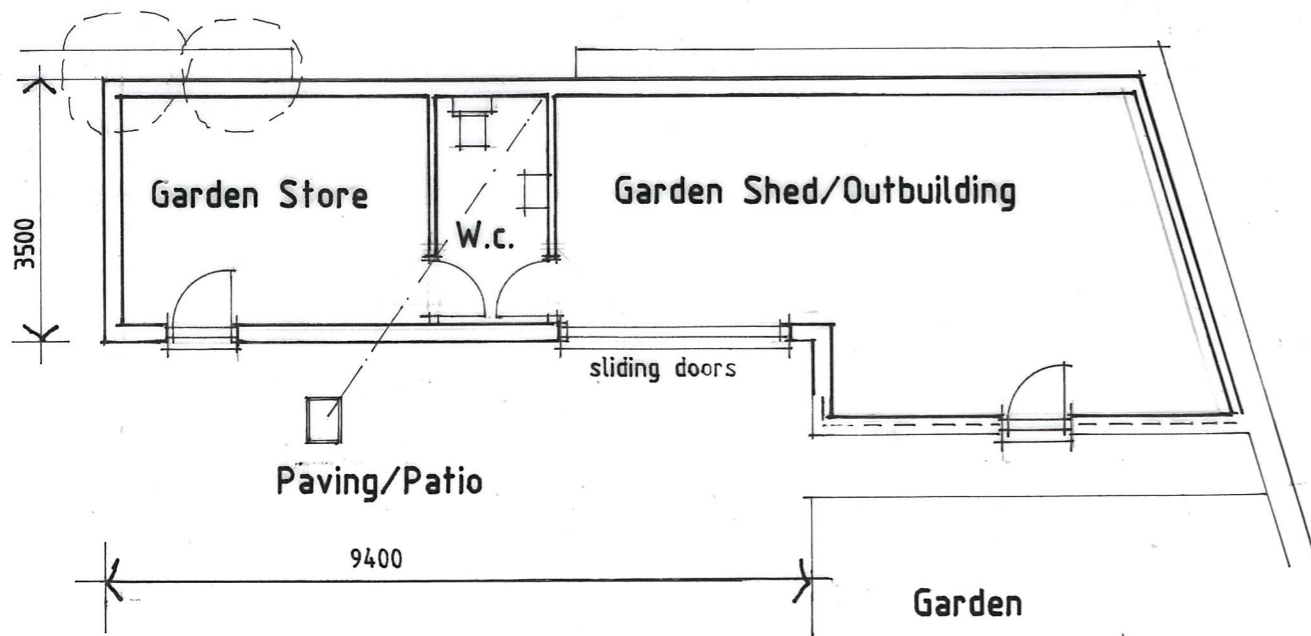 Garden Store
Garden Shed/Outbuilding
W.c.
3500
sliding doors
Paving/Patio
9400
Garden